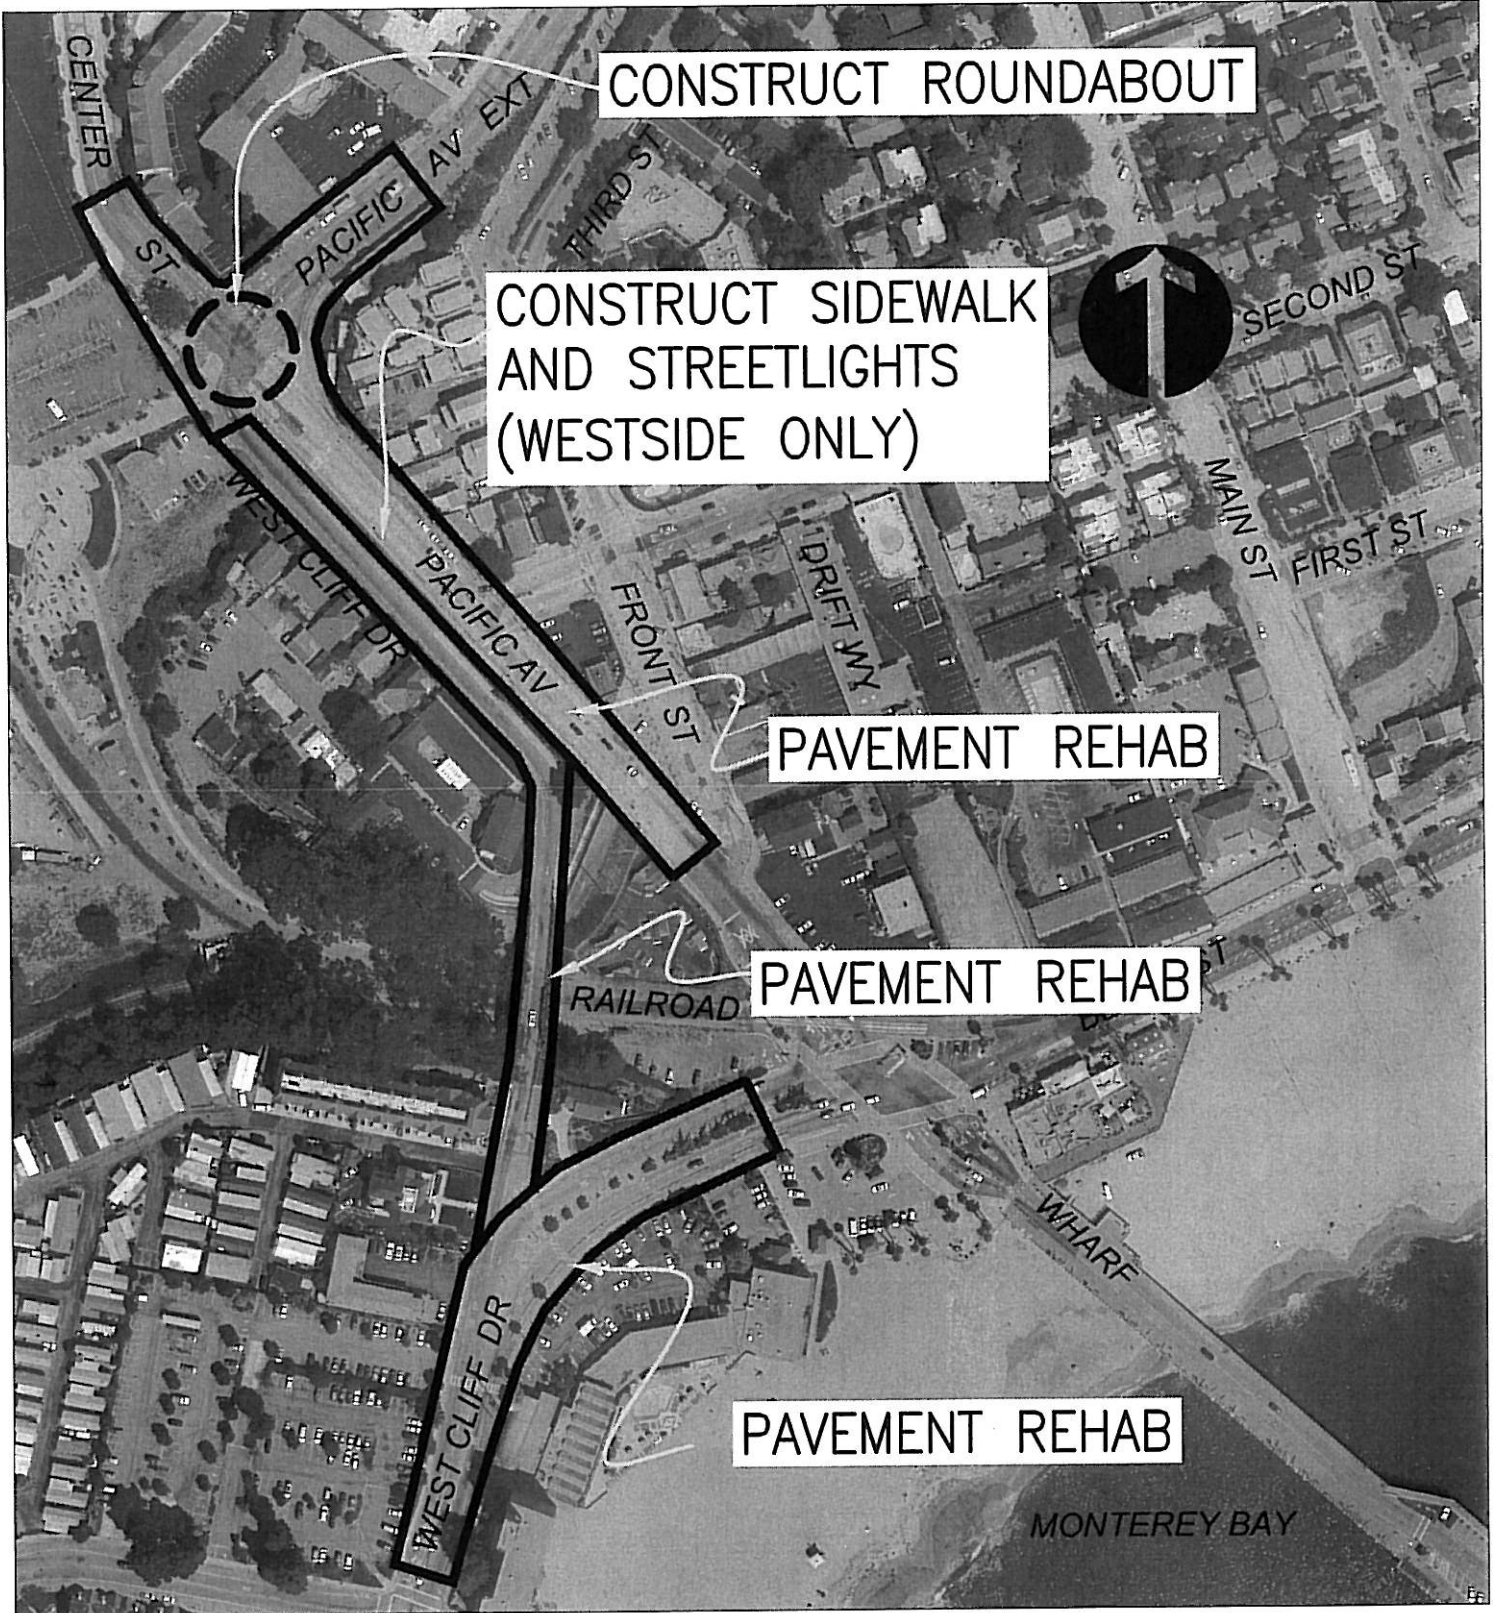 CONSTRUCT ROUNDABOUT
CENTER
ST
PACIFIC
AV EXT
THIRD ST
CONSTRUCT SIDEWALK
AND STREETLIGHTS
(WESTSIDE ONLY)
SECOND ST
WEST CLIFF DR
PACIFIC AV
FRONT ST
DRIFT WY
MAIN ST
FIRST ST
PAVEMENT REHAB
PAVEMENT REHAB
RAILROAD
WHARF
WEST CLIFF DR
PAVEMENT REHAB
MONTEREY BAY